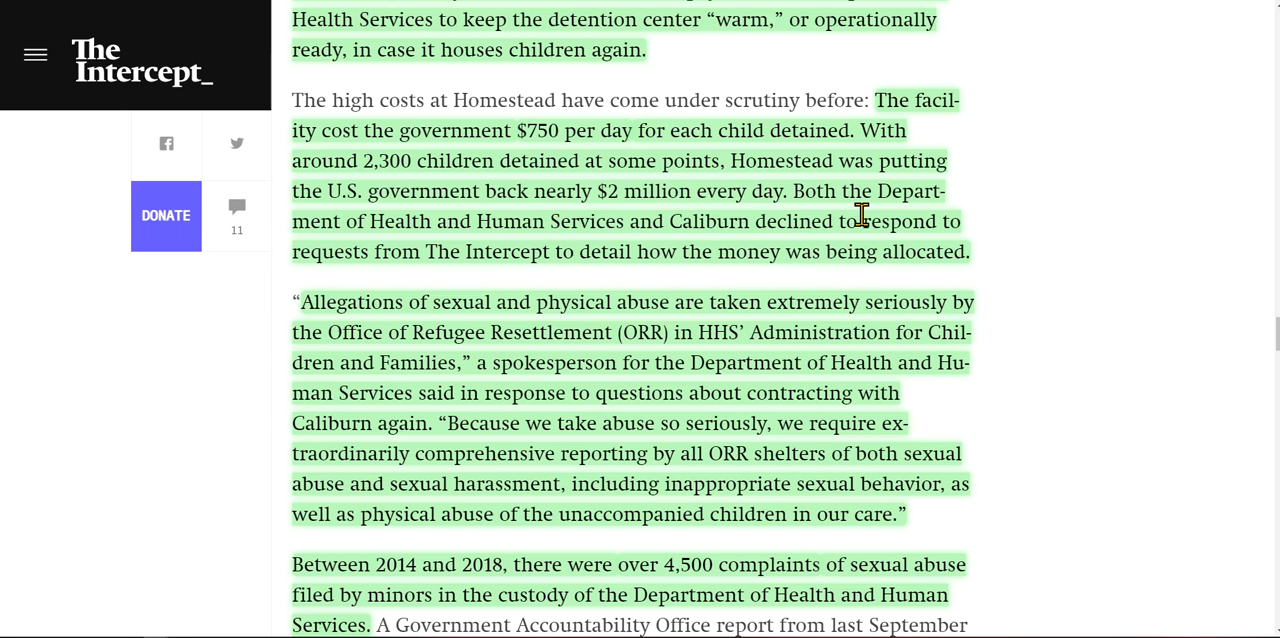 The
Intercept_
DONATE
11
Health Services to keep the detention center “warm,” or operationally
ready, in case it houses children again.
The high costs at Homestead have come under scrutiny before: The facil-
ity cost the government $750 per day for each child detained. With
around 2,300 children detained at some points, Homestead was putting
the U.S. government back nearly $2 million every day. Both the Depart-
ment of Health and Human Services and Caliburn declined to respond to
requests from The Intercept to detail how the money was being allocated.
“Allegations of sexual and physical abuse are taken extremely seriously by
the Office of Refugee Resettlement (ORR) in HHS’ Administration for Chil-
dren and Families,” a spokesperson for the Department of Health and Hu-
man Services said in response to questions about contracting with
Caliburn again. “Because we take abuse so seriously, we require ex-
traordinarily comprehensive reporting by all ORR shelters of both sexual
abuse and sexual harassment, including inappropriate sexual behavior, as
well as physical abuse of the unaccompanied children in our care.”
Between 2014 and 2018, there were over 4,500 complaints of sexual abuse
filed by minors in the custody of the Department of Health and Human
Services. A Government Accountability Office report from last September